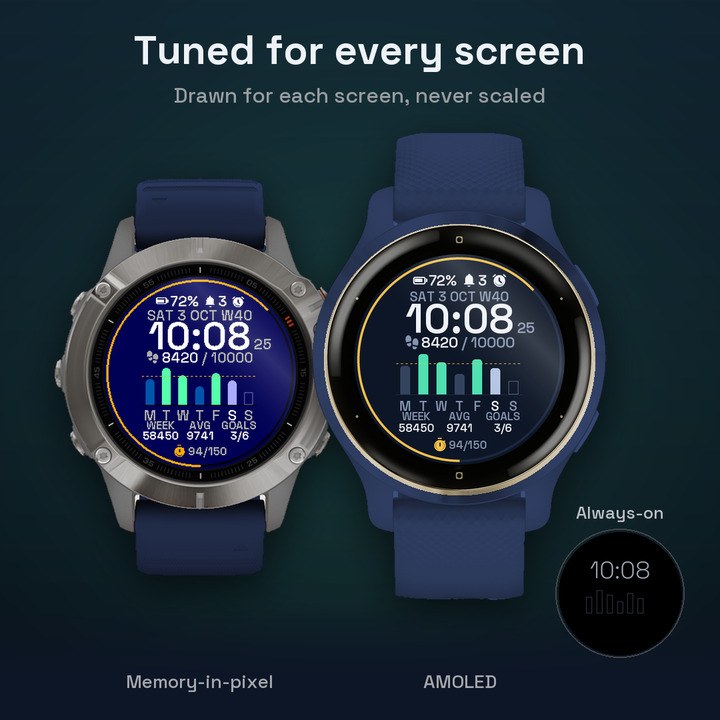 Tuned for every screen
Drawn for each screen, never scaled
72% 3
SAT 3 OCT W40
10:08 25
8420 / 10000
M T W T F S S
WEEK AVG GOALS
58450 9741 3/6
94/150
72% 3
SAT 3 OCT W40
10:08 25
8420 / 10000
M T W T F S S
WEEK AVG GOALS
58450 9741 3/6
94/150
Always-on
10:08
Memory-in-pixel
AMOLED